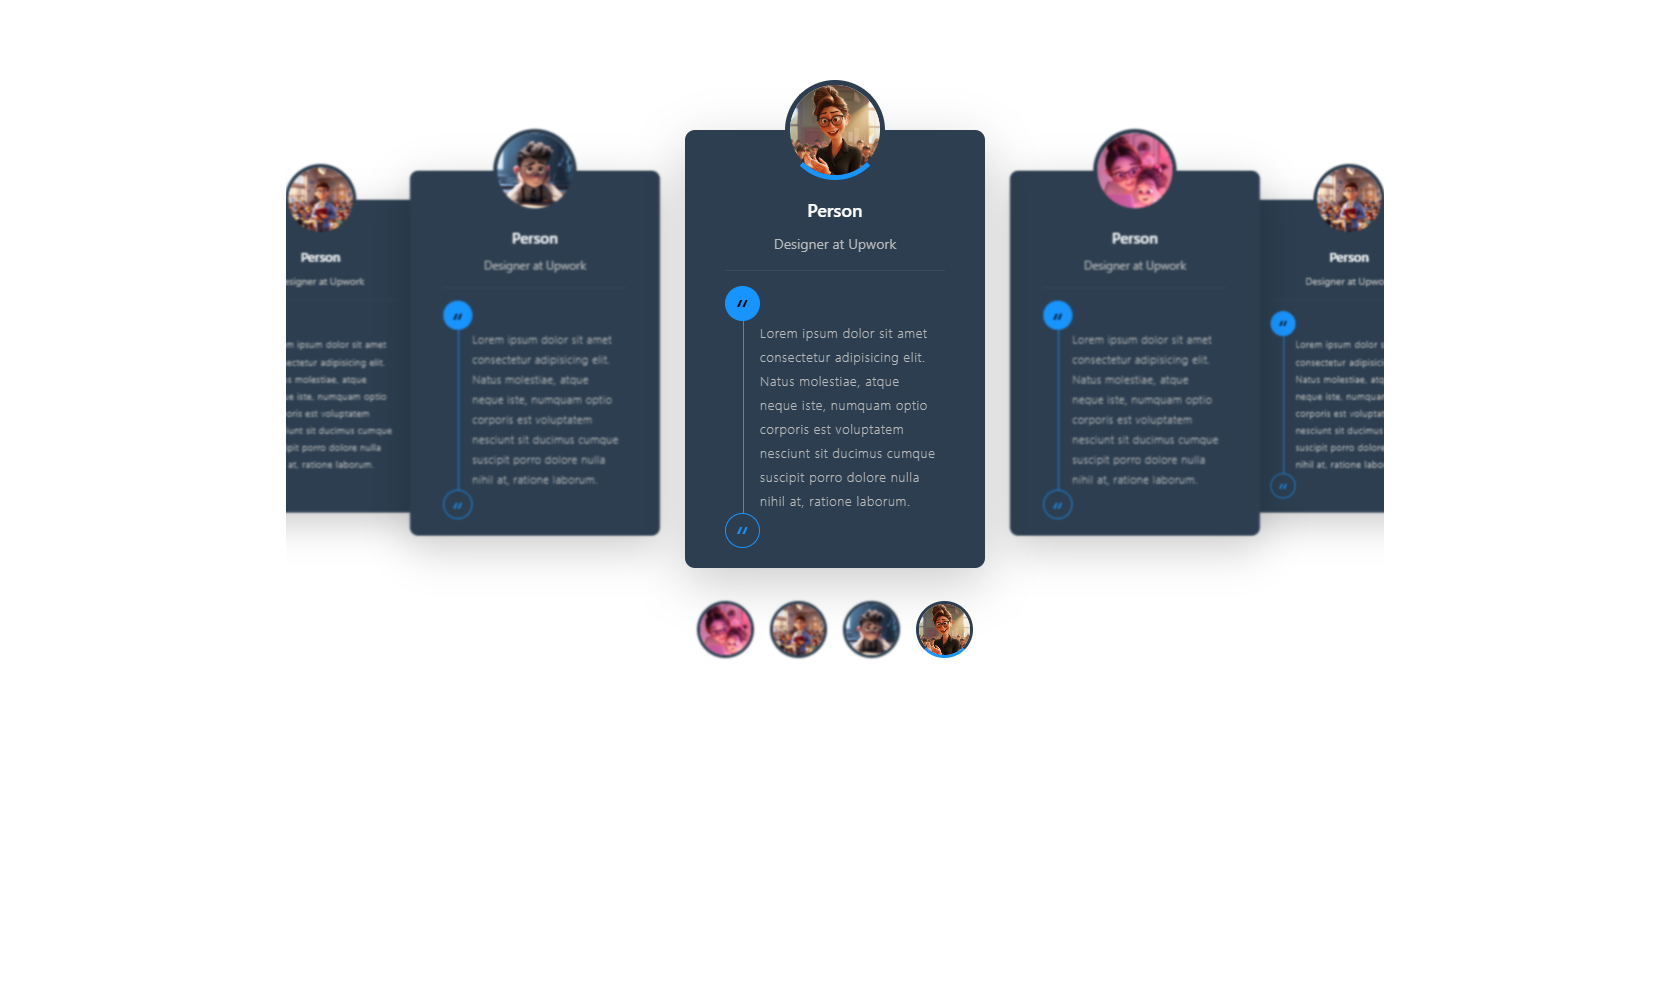 Person
esigner at Upwork
m ipsum dolor sit amet
ectetur adipisicing elit.
s molestiae, atque
ue iste, numquam optio
oris est voluptatem
iunt sit ducimus cumque
pit porro dolore nulla
at, ratione laborum.
Person
Designer at Upwork
“
Lorem ipsum dolor sit amet
consectetur adipisicing elit.
Natus molestiae, atque
neque iste, numquam optio
corporis est voluptatem
nesciunt sit ducimus cumque
suscipit porro dolore nulla
nihil at, ratione laborum.
“
Person
Designer at Upwork
“
Lorem ipsum dolor sit amet
consectetur adipisicing elit.
Natus molestiae, atque
neque iste, numquam optio
corporis est voluptatem
nesciunt sit ducimus cumque
suscipit porro dolore nulla
nihil at, ratione laborum.
“
Person
Designer at Upwork
“
Lorem ipsum dolor sit amet
consectetur adipisicing elit.
Natus molestiae, atque
neque iste, numquam optio
corporis est voluptatem
nesciunt sit ducimus cumque
suscipit porro dolore nulla
nihil at, ratione laborum.
“
Person
Designer at Upwo
“
Lorem ipsum dolor sit
consectetur adipisici
Natus molestiae, atq
neque iste, numquam
corporis est voluptat
nesciunt sit ducimus
suscipit porro dolore
nihil at, ratione labo
“